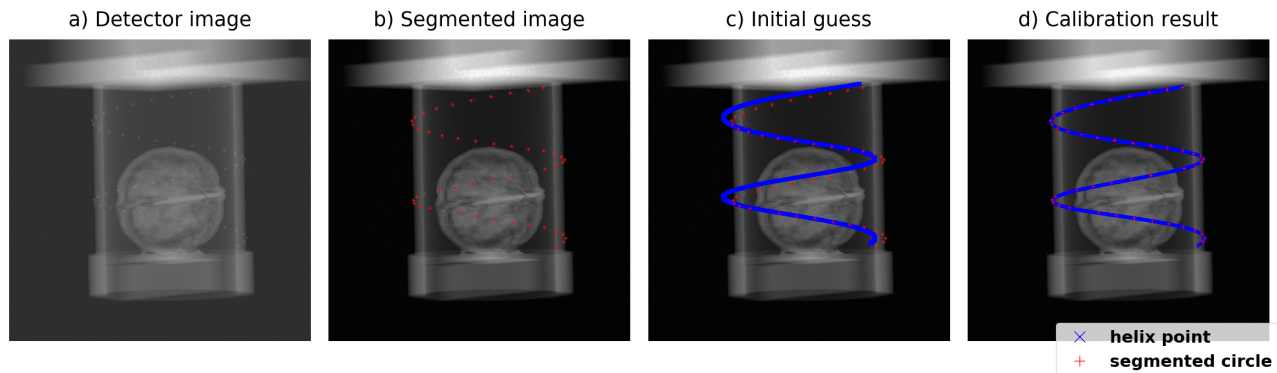 a) Detector image
b) Segmented image
c) Initial guess
d) Calibration result
helix point
segmented circle